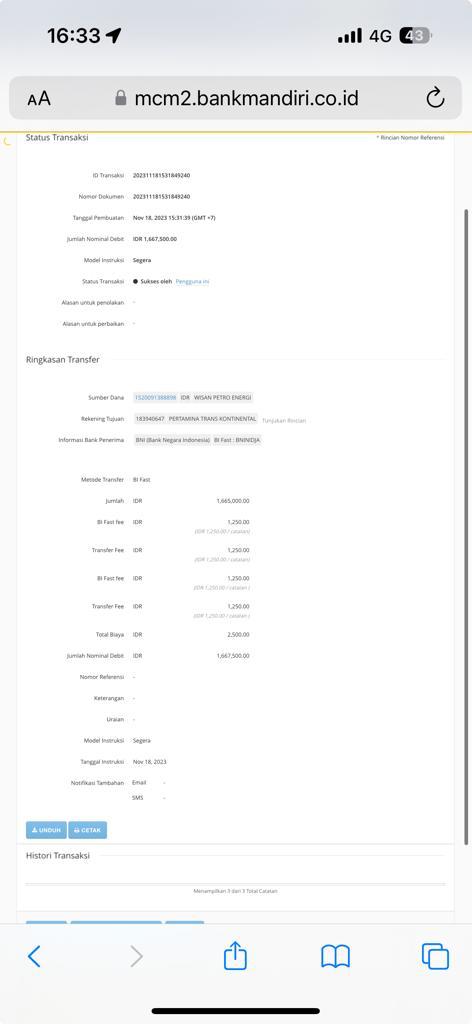 16:33
4G 43
AA mcm2.bankmandiri.co.id
Status Transaksi * Rincian Nomor Referensi
ID Transaksi 202311181531849240
Nomor Dokumen 202311181531849240
Tanggal Pembuatan Nov 18, 2023 15:31:39 (GMT +7)
Jumlah Nominal Debit IDR 1,667,500.00
Model Instruksi Segera
Status Transaksi Sukses oleh Pengguna ini
Alasan untuk penolakan -
Alasan untuk perbaikan -
Ringkasan Transfer
Sumber Dana 1520091388898 IDR WISAN PETRO ENERGI
Rekening Tujuan 183940647 PERTAMINA TRANS KONTINENTAL Tunjukan Rincian
Informasi Bank Penerima BNI (Bank Negara Indonesia) BI Fast : BNINIDJA
Metode Transfer BI Fast
Jumlah IDR 1,665,000.00
BI Fast fee IDR 1,250.00
(IDR 1,250.00 / catatan)
Transfer Fee IDR 1,250.00
(IDR 1,250.00 / catatan)
BI Fast fee IDR 1,250.00
(IDR 1,250.00 / catatan )
Transfer Fee IDR 1,250.00
(IDR 1,250.00 / catatan )
Total Biaya IDR 2,500.00
Jumlah Nominal Debit IDR 1,667,500.00
Nomor Referensi -
Keterangan -
Uraian -
Model Instruksi Segera
Tanggal Instruksi Nov 18, 2023
Notifikasi Tambahan Email -
SMS -
UNDUH CETAK
Histori Transaksi
Menampilkan 3 dari 3 Total Catatan